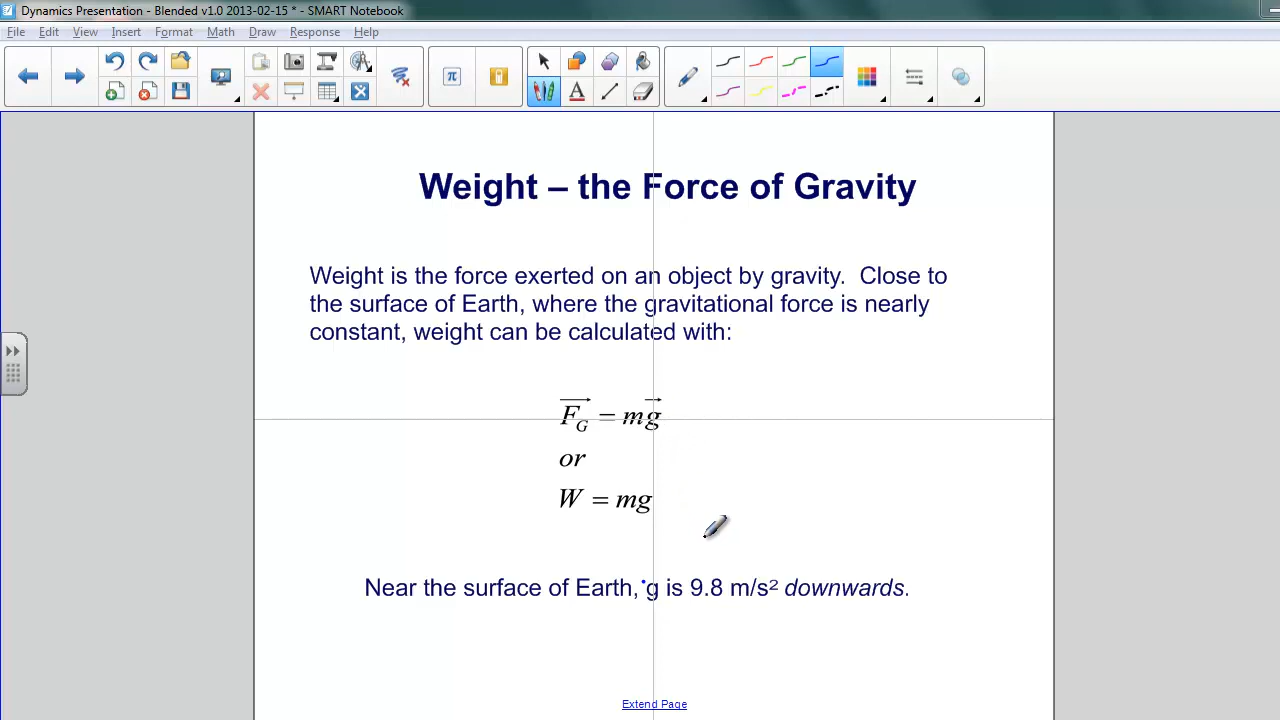 Dynamics Presentation - Blended v1.0 2013-02-15 * - SMART Notebook
File Edit View Insert Format Math Draw Response Help
Weight – the Force of Gravity
Weight is the force exerted on an object by gravity. Close to
the surface of Earth, where the gravitational force is nearly
constant, weight can be calculated with:
$\overrightarrow{F_G} = m\overrightarrow{g}$
or
W = mg
Near the surface of Earth, g is 9.8 m/s² downwards.
Extend Page